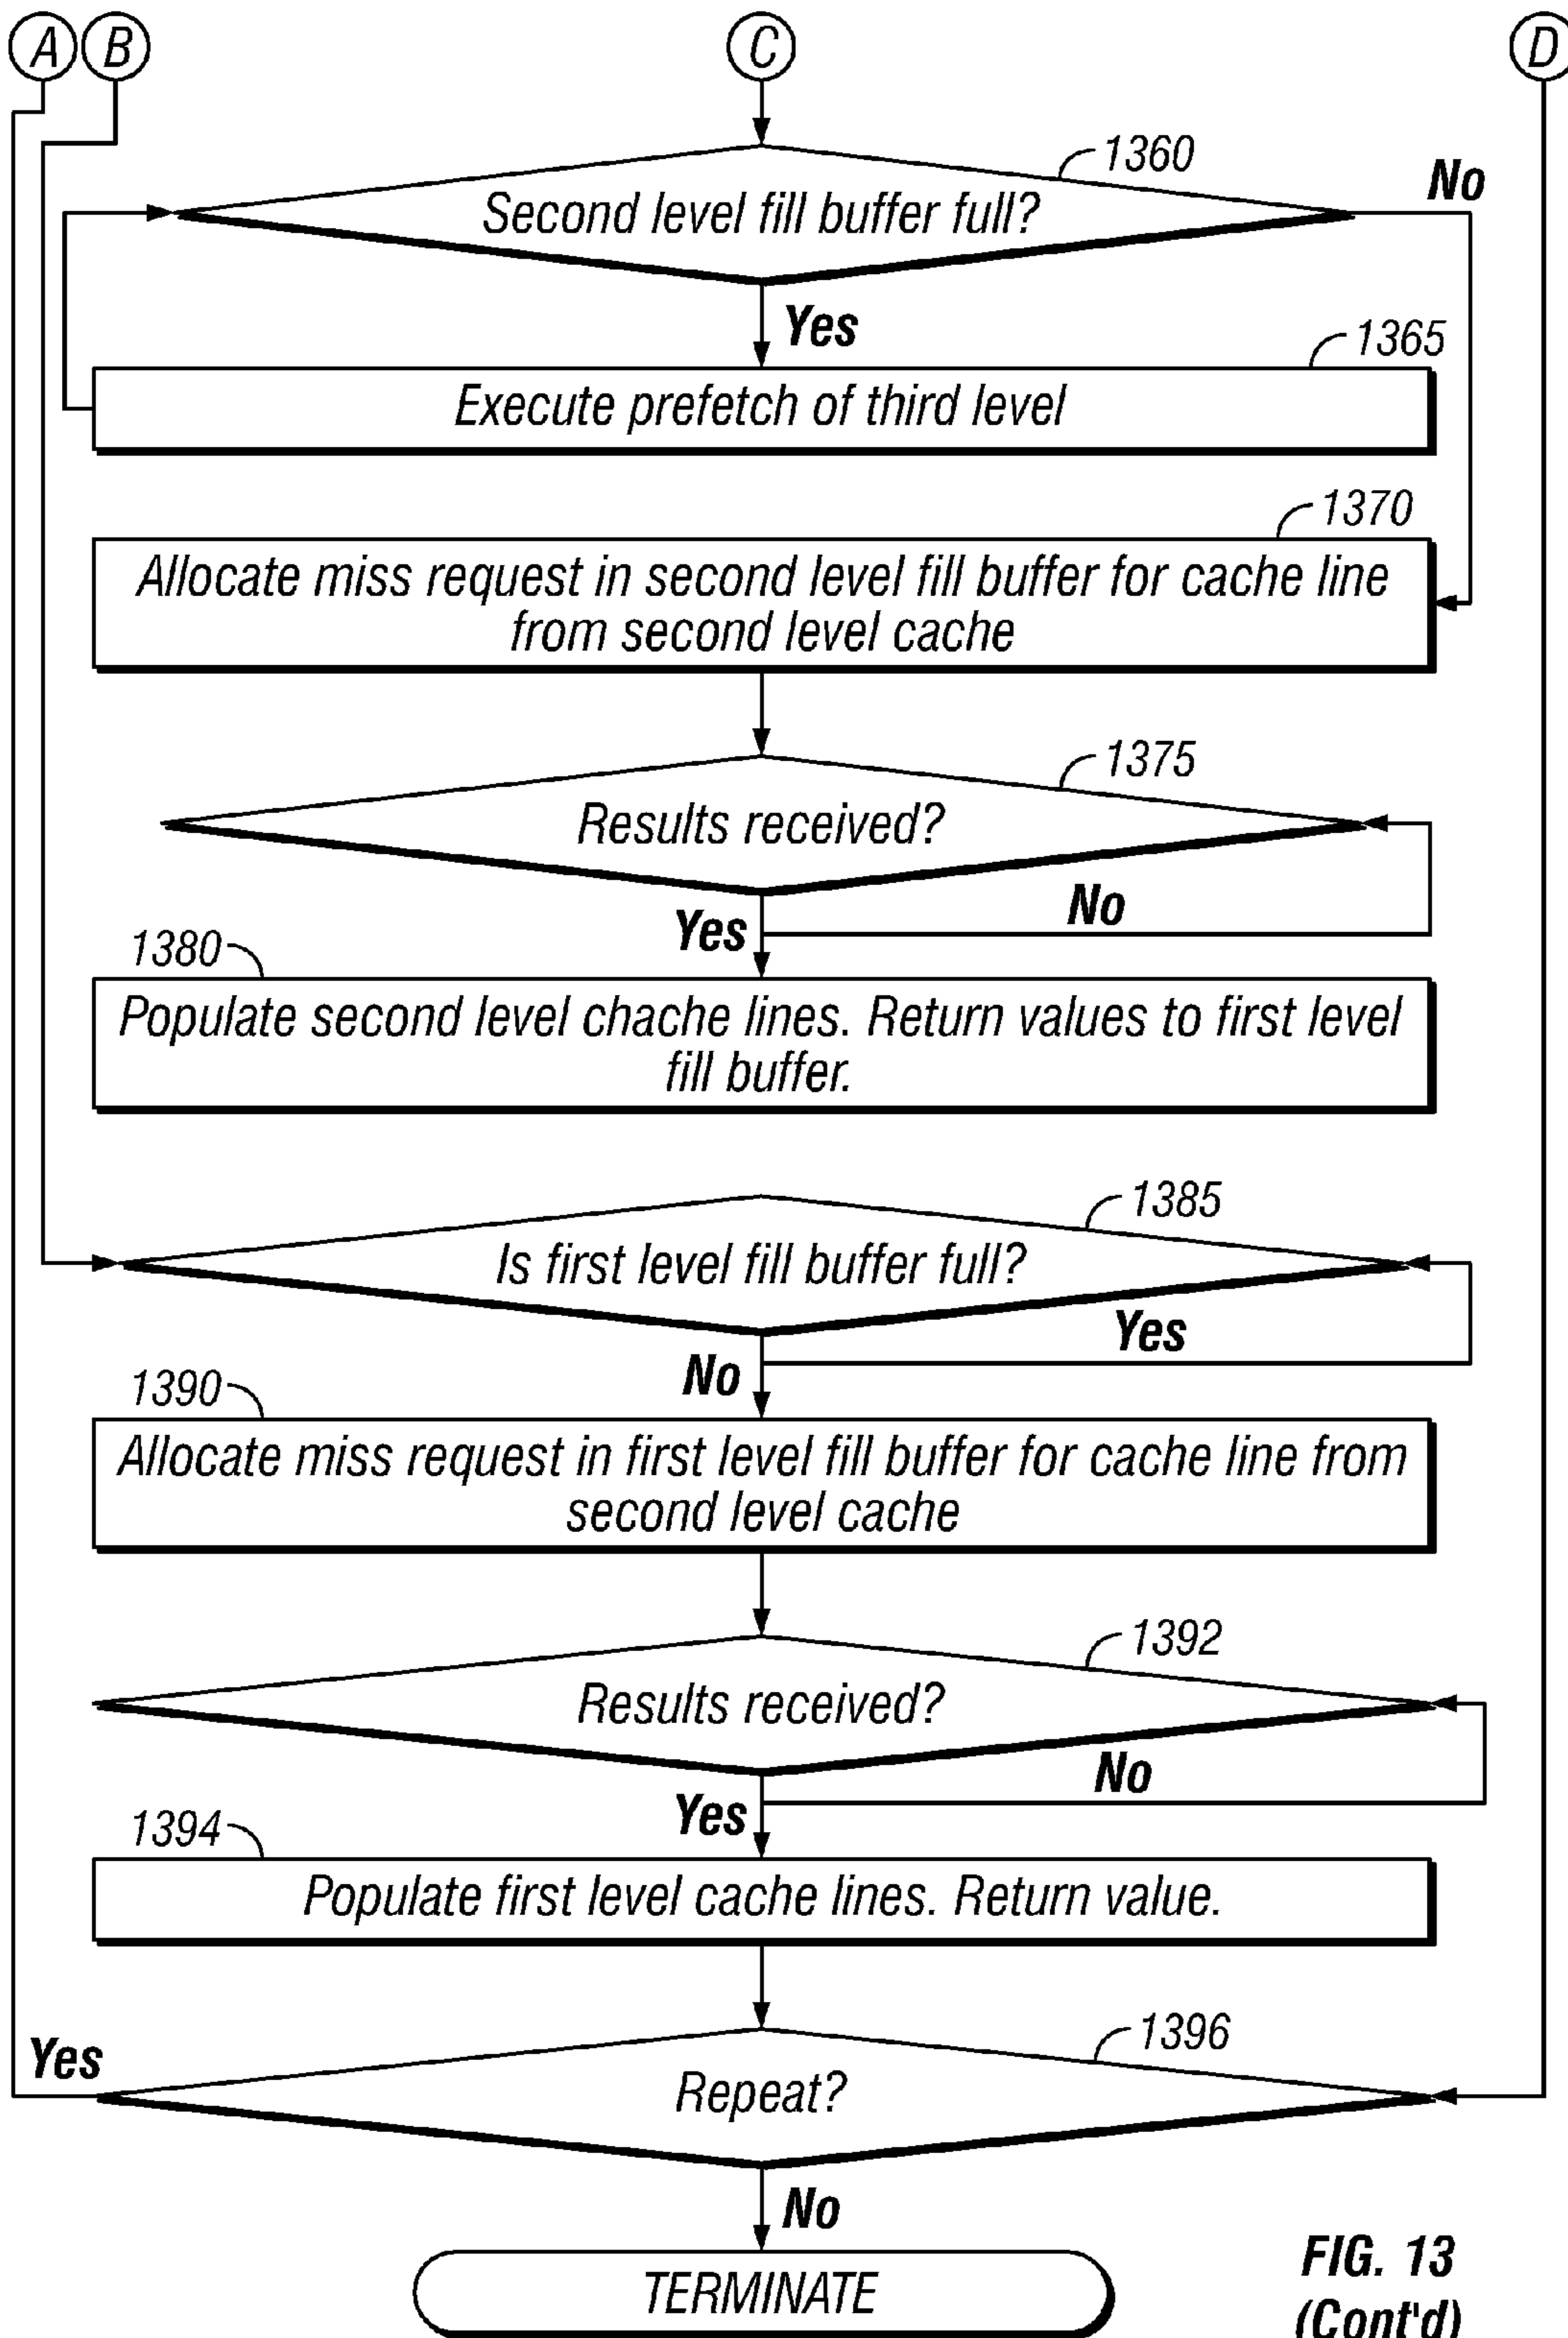 A B C D
1360
No
Second level fill buffer full?
Yes
1365
Execute prefetch of third level
1370
Allocate miss request in second level fill buffer for cache line
from second level cache
1375
Results received?
No
Yes
1380
Populate second level chache lines. Return values to first level
fill buffer.
1385
Is first level fill buffer full?
Yes
No
1390
Allocate miss request in first level fill buffer for cache line from
second level cache
1392
Results received?
No
Yes
1394
Populate first level cache lines. Return value.
1396
Yes
Repeat?
No
TERMINATE
FIG. 13
(Cont'd)